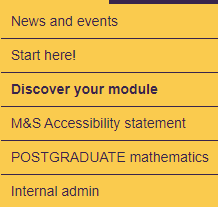 News and events
Start here!
Discover your module
M&S Accessibility statement
POSTGRADUATE mathematics
Internal admin